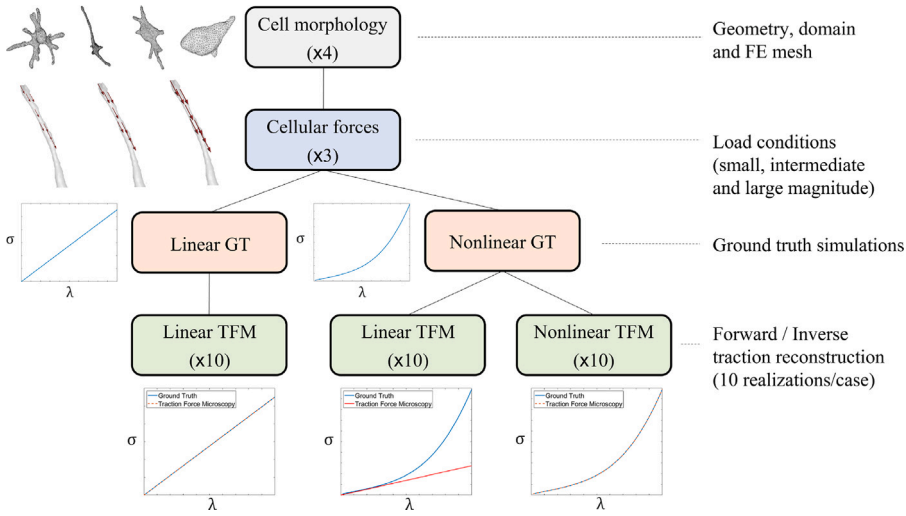 Cell morphology
(x4)
Geometry, domain
and FE mesh
Cellular forces
(x3)
Load conditions
(small, intermediate
and large magnitude)
σ
λ
Linear GT
σ
λ
Nonlinear GT
Ground truth simulations
Linear TFM
(x10)
Linear TFM
(x10)
Nonlinear TFM
(x10)
Forward / Inverse
traction reconstruction
(10 realizations/case)
Ground Truth
Traction Force Microscopy
σ
λ
Ground Truth
Traction Force Microscopy
σ
λ
Ground Truth
Traction Force Microscopy
σ
λ